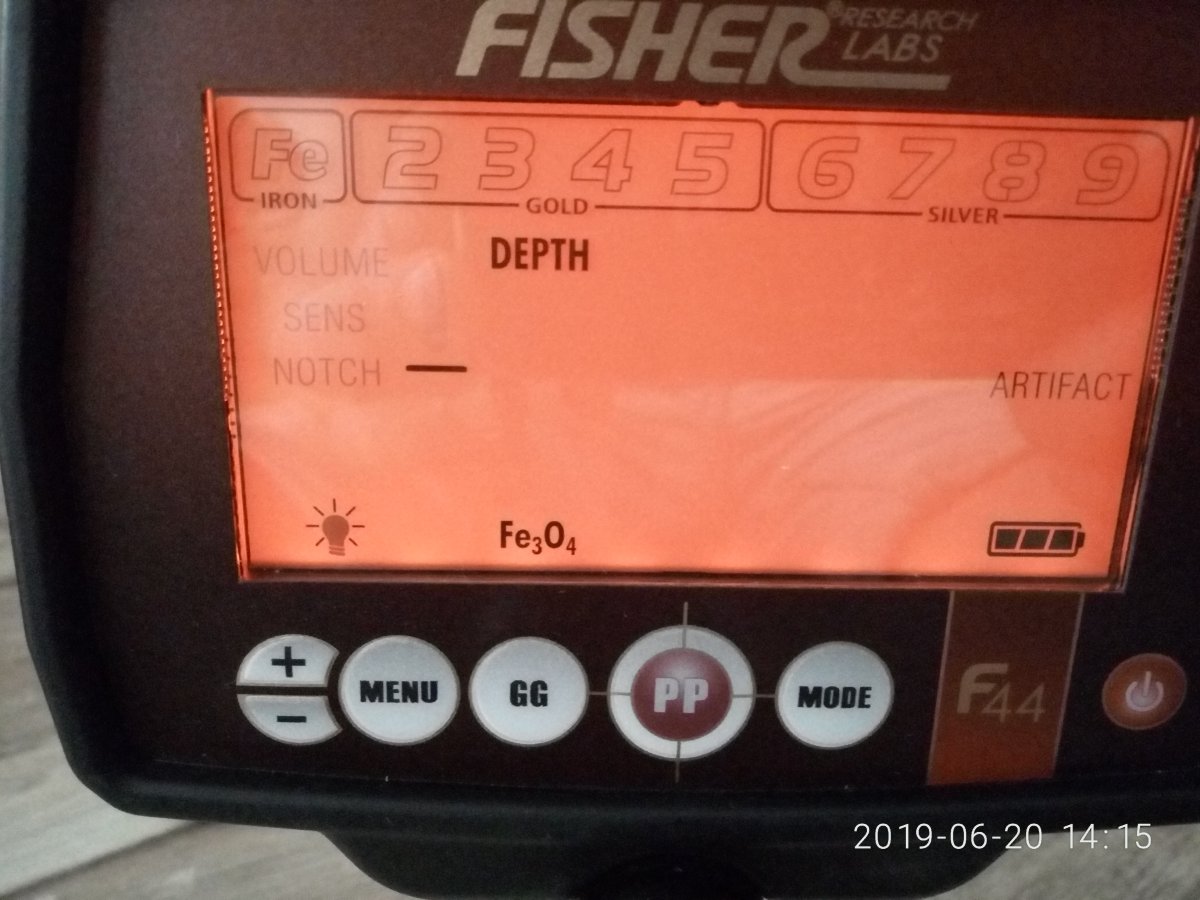 FISHER ®RESEARCH LABS
Fe 2 3 4 5 6 7 8 9
IRON GOLD SILVER
VOLUME DEPTH
SENS
NOTCH ARTIFACT
Fe₃O₄
+ MENU GG PP MODE F44
−
2019-06-20 14:15